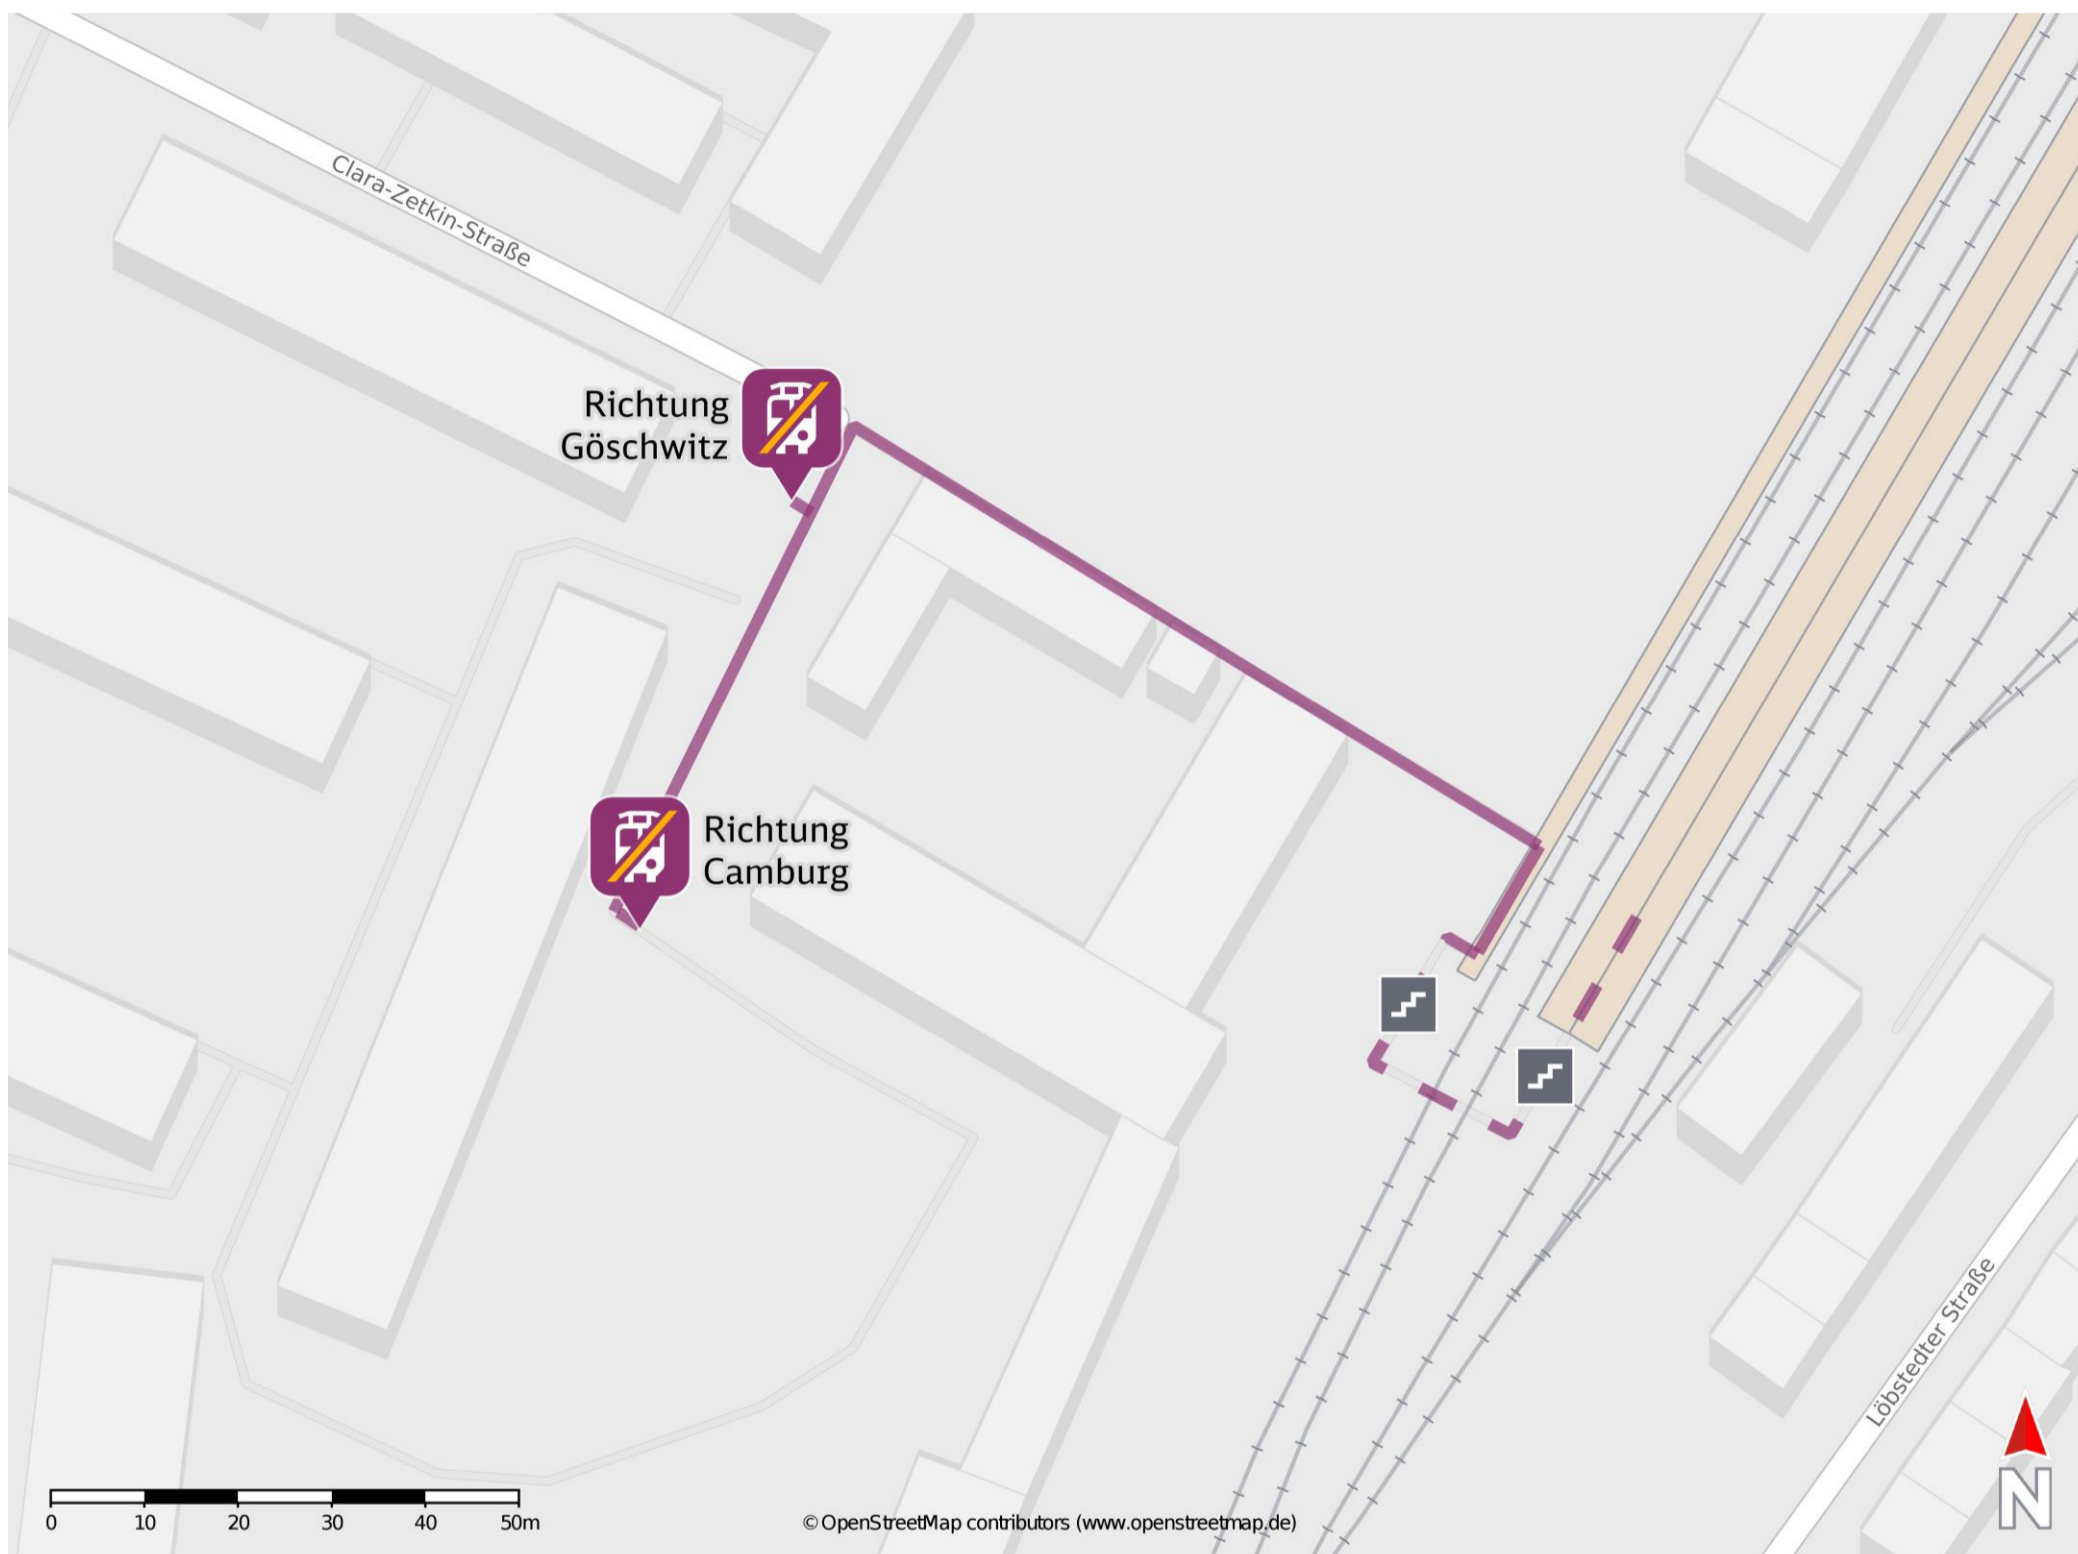 Clara-Zetkin-Straße
Richtung
Göschwitz
Richtung
Camburg
Löbstedter Straße
N
0 10 20 30 40 50m
© OpenStreetMap contributors (www.openstreetmap.de)